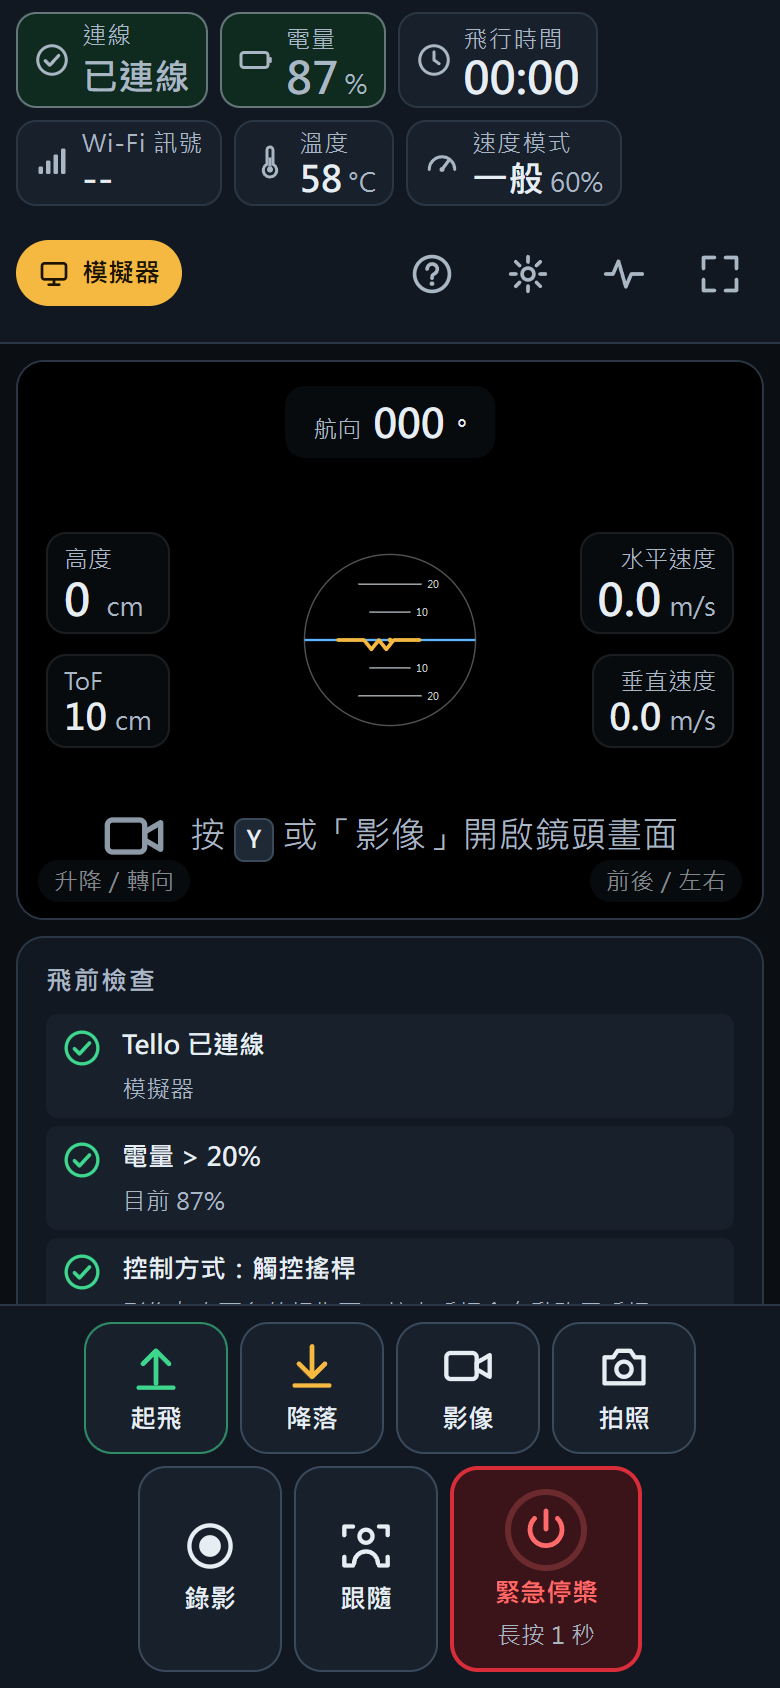 連線
已連線
電量
87 %
飛行時間
00:00
Wi-Fi 訊號
--
溫度
58 °C
速度模式
一般 60%
模擬器
航向 000 °
高度
0 cm
水平速度
0.0 m/s
ToF
10 cm
垂直速度
0.0 m/s
20
10
10
20
按 Y 或「影像」開啟鏡頭畫面
升降 / 轉向
前後 / 左右
飛前檢查
Tello 已連線
模擬器
電量 > 20%
目前 87%
控制方式：觸控搖桿
起飛
降落
影像
拍照
錄影
跟隨
緊急停槳
長按 1 秒